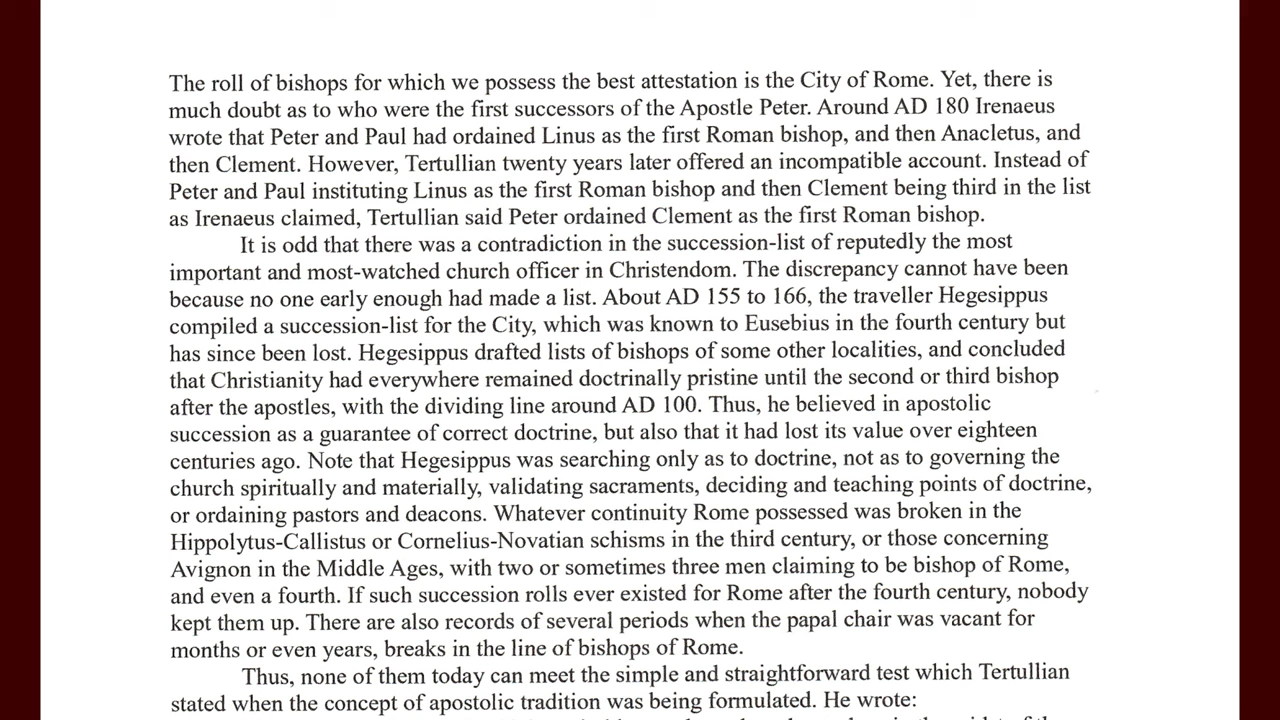 The roll of bishops for which we possess the best attestation is the City of Rome. Yet, there is
much doubt as to who were the first successors of the Apostle Peter. Around AD 180 Irenaeus
wrote that Peter and Paul had ordained Linus as the first Roman bishop, and then Anacletus, and
then Clement. However, Tertullian twenty years later offered an incompatible account. Instead of
Peter and Paul instituting Linus as the first Roman bishop and then Clement being third in the list
as Irenaeus claimed, Tertullian said Peter ordained Clement as the first Roman bishop.
It is odd that there was a contradiction in the succession-list of reputedly the most
important and most-watched church officer in Christendom. The discrepancy cannot have been
because no one early enough had made a list. About AD 155 to 166, the traveller Hegesippus
compiled a succession-list for the City, which was known to Eusebius in the fourth century but
has since been lost. Hegesippus drafted lists of bishops of some other localities, and concluded
that Christianity had everywhere remained doctrinally pristine until the second or third bishop
after the apostles, with the dividing line around AD 100. Thus, he believed in apostolic
succession as a guarantee of correct doctrine, but also that it had lost its value over eighteen
centuries ago. Note that Hegesippus was searching only as to doctrine, not as to governing the
church spiritually and materially, validating sacraments, deciding and teaching points of doctrine,
or ordaining pastors and deacons. Whatever continuity Rome possessed was broken in the
Hippolytus-Callistus or Cornelius-Novatian schisms in the third century, or those concerning
Avignon in the Middle Ages, with two or sometimes three men claiming to be bishop of Rome,
and even a fourth. If such succession rolls ever existed for Rome after the fourth century, nobody
kept them up. There are also records of several periods when the papal chair was vacant for
months or even years, breaks in the line of bishops of Rome.
Thus, none of them today can meet the simple and straightforward test which Tertullian
stated when the concept of apostolic tradition was being formulated. He wrote: